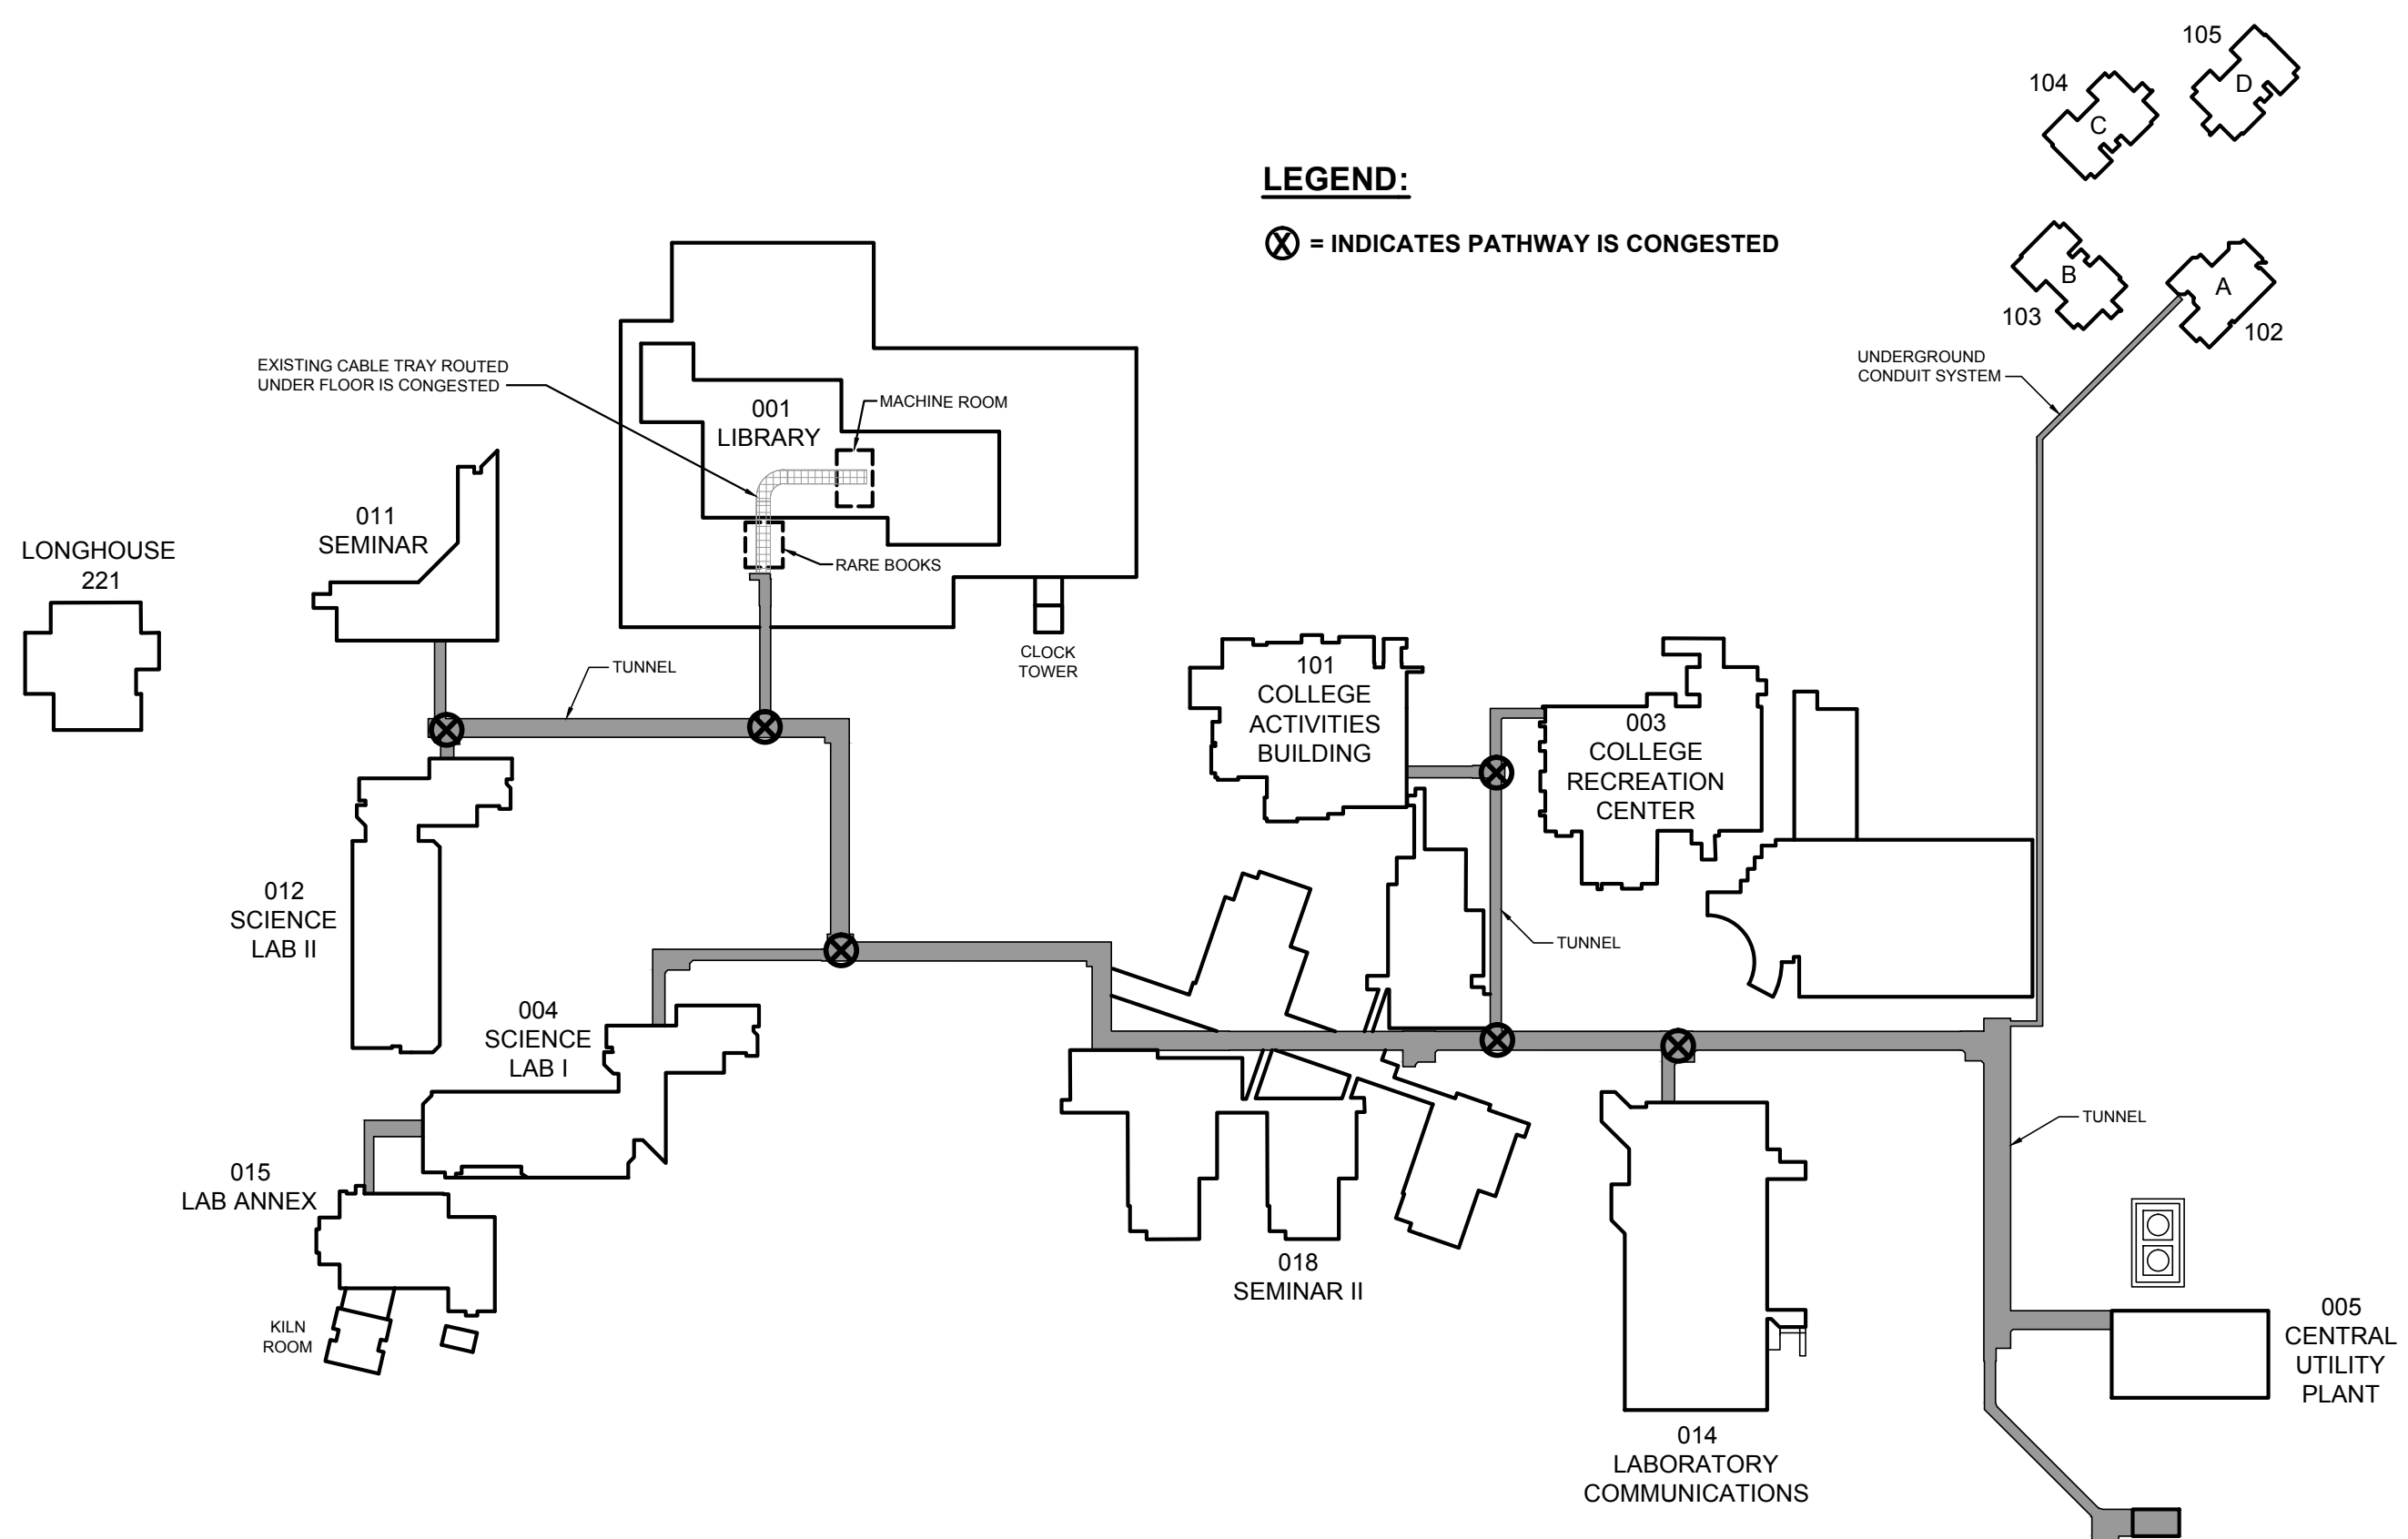 105
104
D
C
LEGEND:
X = INDICATES PATHWAY IS CONGESTED
B
A
103
102
UNDERGROUND
CONDUIT SYSTEM
EXISTING CABLE TRAY ROUTED
UNDER FLOOR IS CONGESTED
001
LIBRARY
MACHINE ROOM
RARE BOOKS
011
SEMINAR
LONGHOUSE
221
CLOCK
TOWER
TUNNEL
X
X
101
COLLEGE
ACTIVITIES
BUILDING
003
COLLEGE
RECREATION
CENTER
X
012
SCIENCE
LAB II
TUNNEL
X
004
SCIENCE
LAB I
X
X
TUNNEL
015
LAB ANNEX
KILN
ROOM
018
SEMINAR II
014
LABORATORY
COMMUNICATIONS
005
CENTRAL
UTILITY
PLANT